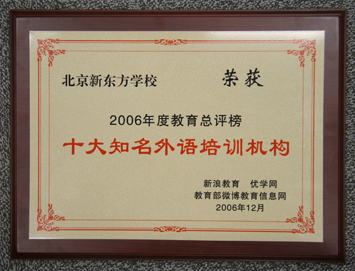 北京新东方学校 荣获
2006年度教育总评榜
十大知名外语培训机构
新浪教育 优学网
教育部微博教育信息网
2006年12月